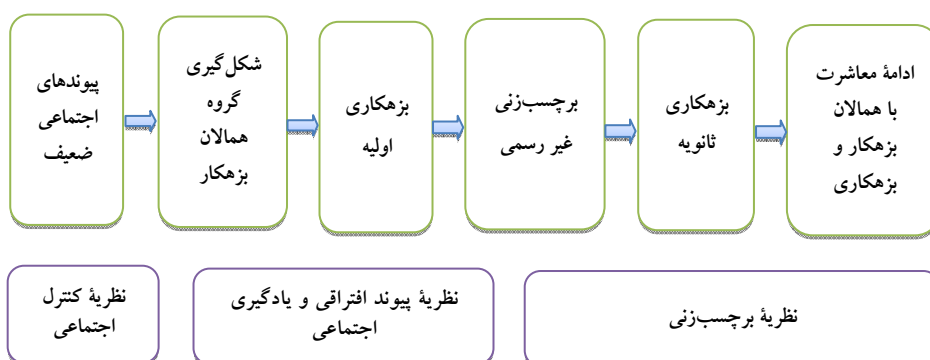 پیوندهای
اجتماعی
ضعیف
شکل‌گیری
گروه
همالان
بزهکار
بزهکاری
اولیه
برچسب‌زنی
غیر رسمی
بزهکاری
ثانویه
ادامهٔ معاشرت
با همالان
بزهکار و
بزهکاری
نظریهٔ کنترل
اجتماعی
نظریهٔ پیوند افتراقی و یادگیری
اجتماعی
نظریهٔ برچسب‌زنی